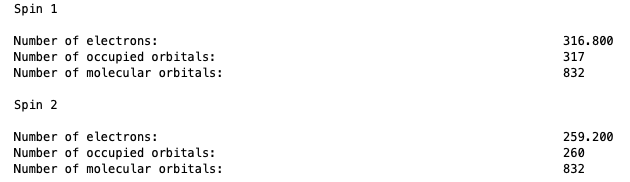 Spin 1
Number of electrons: 316.800
Number of occupied orbitals: 317
Number of molecular orbitals: 832
Spin 2
Number of electrons: 259.200
Number of occupied orbitals: 260
Number of molecular orbitals: 832